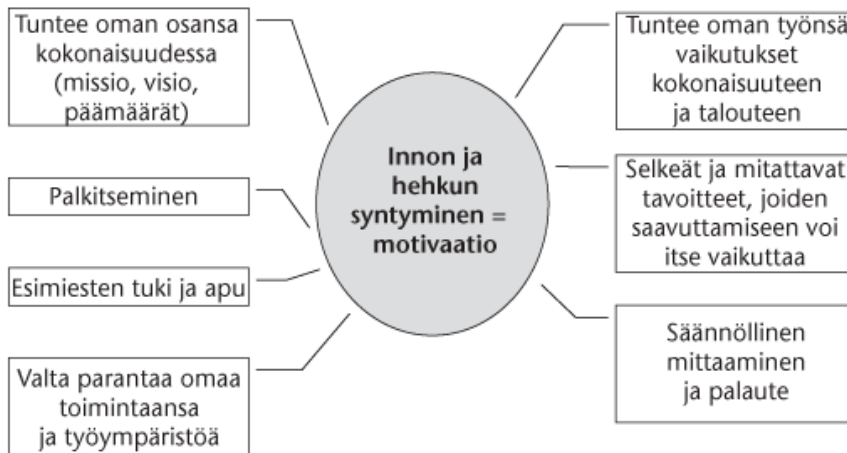 Tuntee oman osansa
kokonaisuudessa
(missio, visio,
päämäärät)
Palkitseminen
Esimiesten tuki ja apu
Valta parantaa omaa
toimintaansa
ja työympäristöä
Innon ja
hehkun
syntyminen =
motivaatio
Tuntee oman työnsä
vaikutukset
kokonaisuuteen
ja talouteen
Selkeät ja mitattavat
tavoitteet, joiden
saavuttamiseen voi
itse vaikuttaa
Säännöllinen
mittaaminen
ja palaute